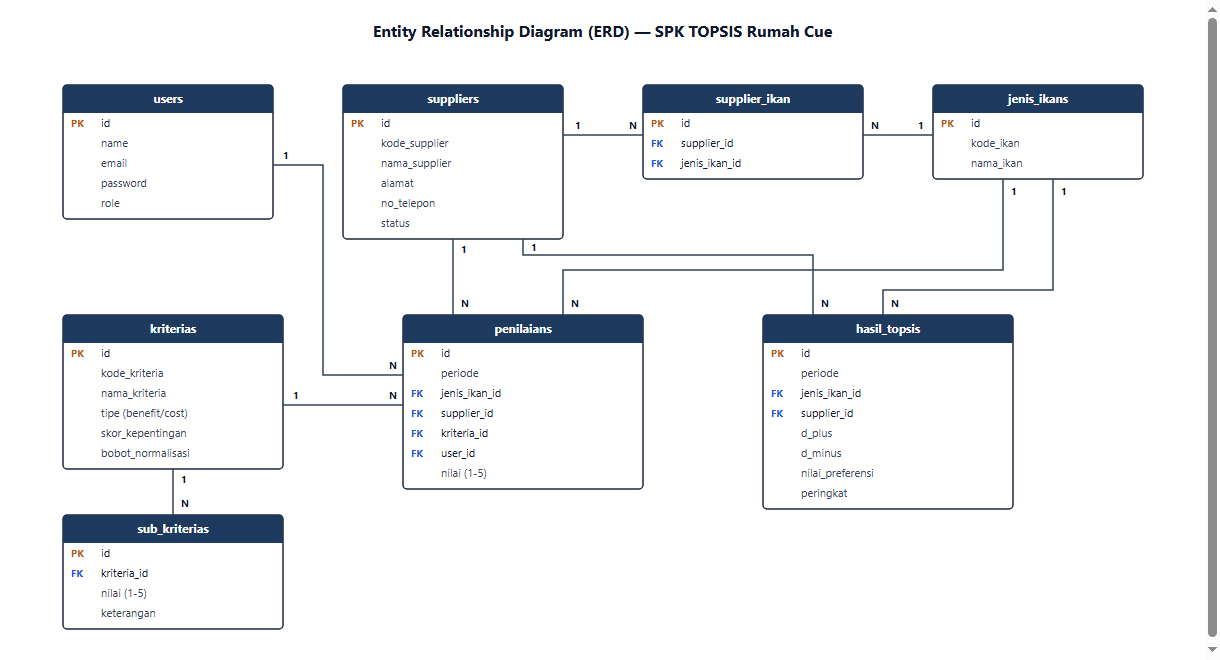 Entity Relationship Diagram (ERD) — SPK TOPSIS Rumah Cue
users
PK id
name
email
password
role
suppliers
PK id
kode_supplier
nama_supplier
alamat
no_telepon
status
supplier_ikan
PK id
FK supplier_id
FK jenis_ikan_id
jenis_ikans
PK id
kode_ikan
nama_ikan
1
1 N
N 1
1 1
1 1
N N N N
kriterias
PK id
kode_kriteria
nama_kriteria
tipe (benefit/cost)
skor_kepentingan
bobot_normalisasi
N
1 N
penilaians
PK id
periode
FK jenis_ikan_id
FK supplier_id
FK kriteria_id
FK user_id
nilai (1-5)
hasil_topsis
PK id
periode
FK jenis_ikan_id
FK supplier_id
d_plus
d_minus
nilai_preferensi
peringkat
1
N
sub_kriterias
PK id
FK kriteria_id
nilai (1-5)
keterangan